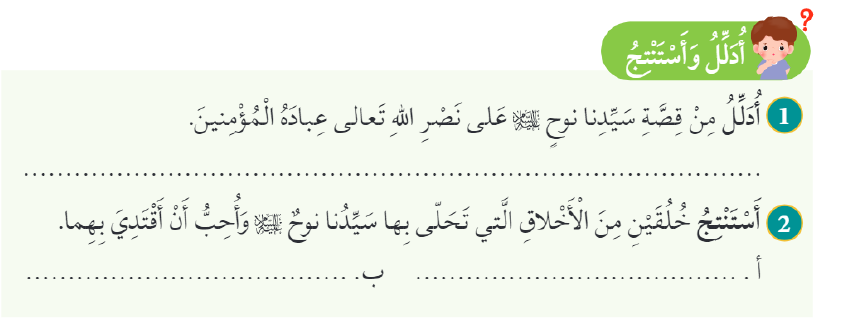 ?
أُدَلِّلُ وَأَسْتَنْتِجُ
1 أُدَلِّلُ مِنْ قِصَّةِ سَيِّدِنا نوحٍ ﵇ عَلى نَصْرِ اللهِ تَعالى عِبادَهُ الْمُؤْمِنينَ.
..........................................................................................
2 أَسْتَنْتِجُ خُلُقَيْنِ مِنَ الْأَخْلاقِ الَّتي تَحَلّى بِها سَيِّدُنا نوحٌ ﵇ وَأُحِبُّ أَنْ أَقْتَدِيَ بِهِما.
أ . ....................................... ب. .......................................